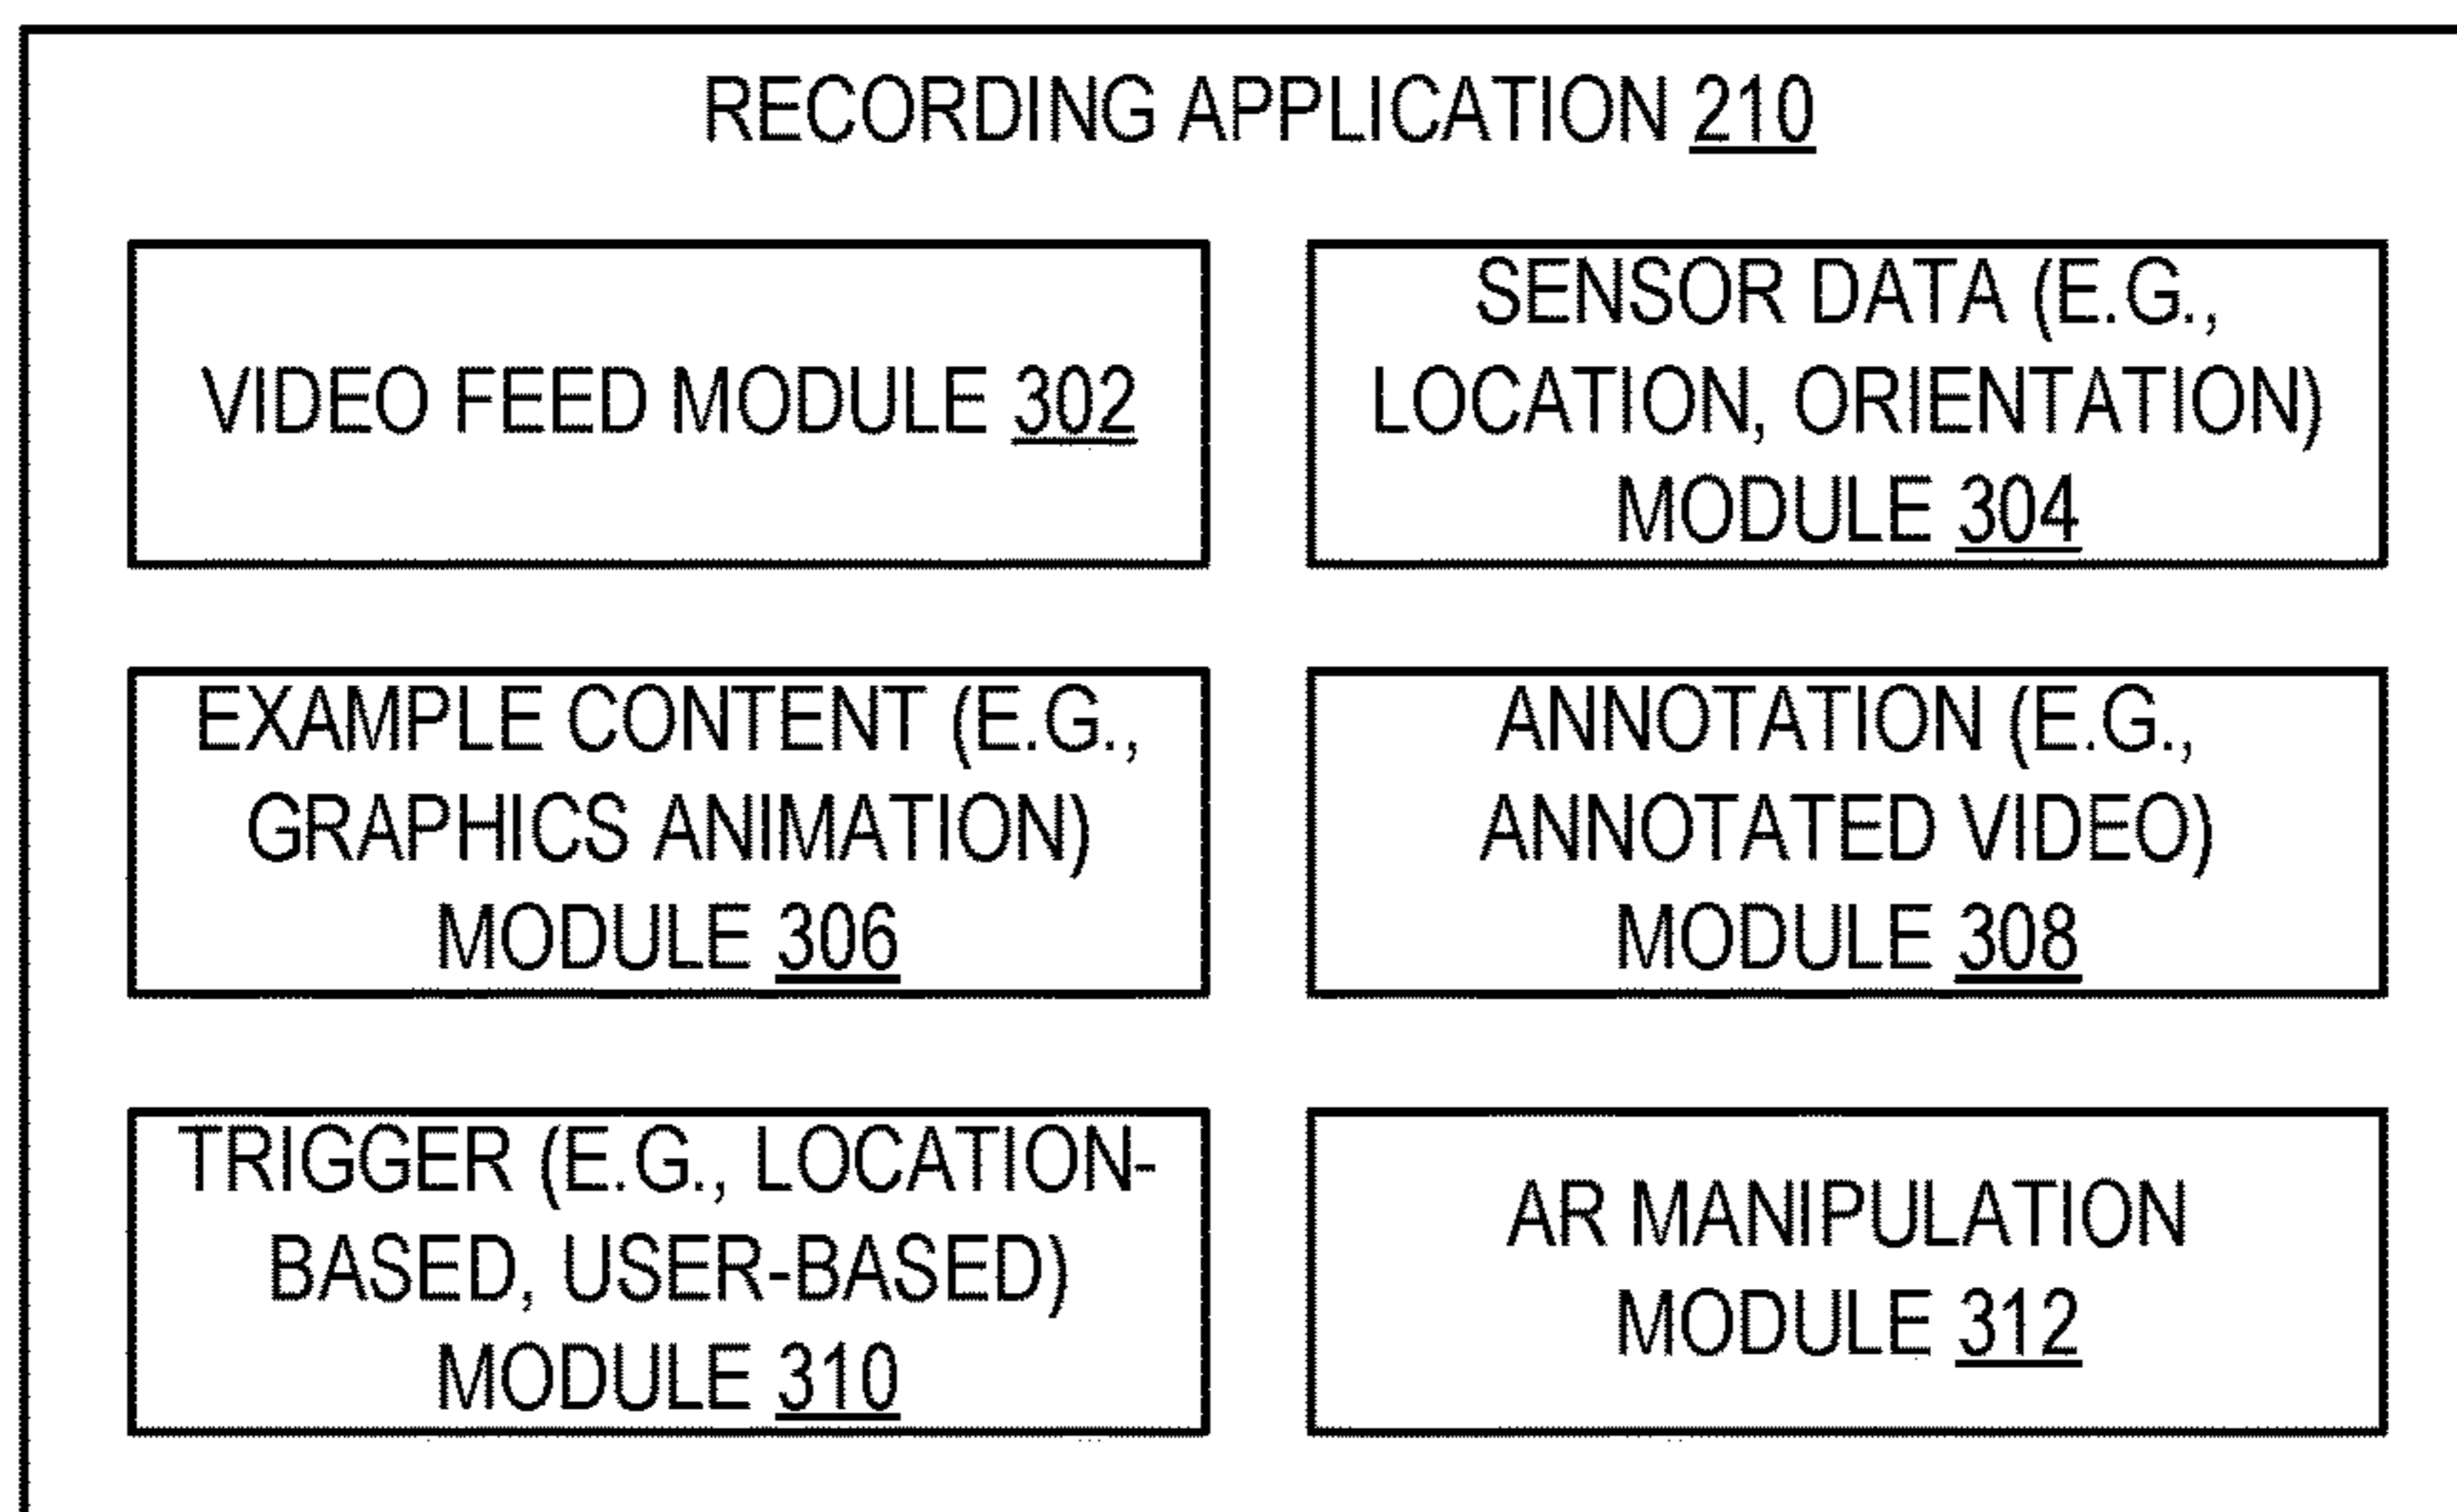 RECORDING APPLICATION 210
VIDEO FEED MODULE 302
SENSOR DATA (E.G.,
LOCATION, ORIENTATION)
MODULE 304
EXAMPLE CONTENT (E.G.,
GRAPHICS ANIMATION)
MODULE 306
ANNOTATION (E.G.,
ANNOTATED VIDEO)
MODULE 308
TRIGGER (E.G., LOCATION-
BASED, USER-BASED)
MODULE 310
AR MANIPULATION
MODULE 312